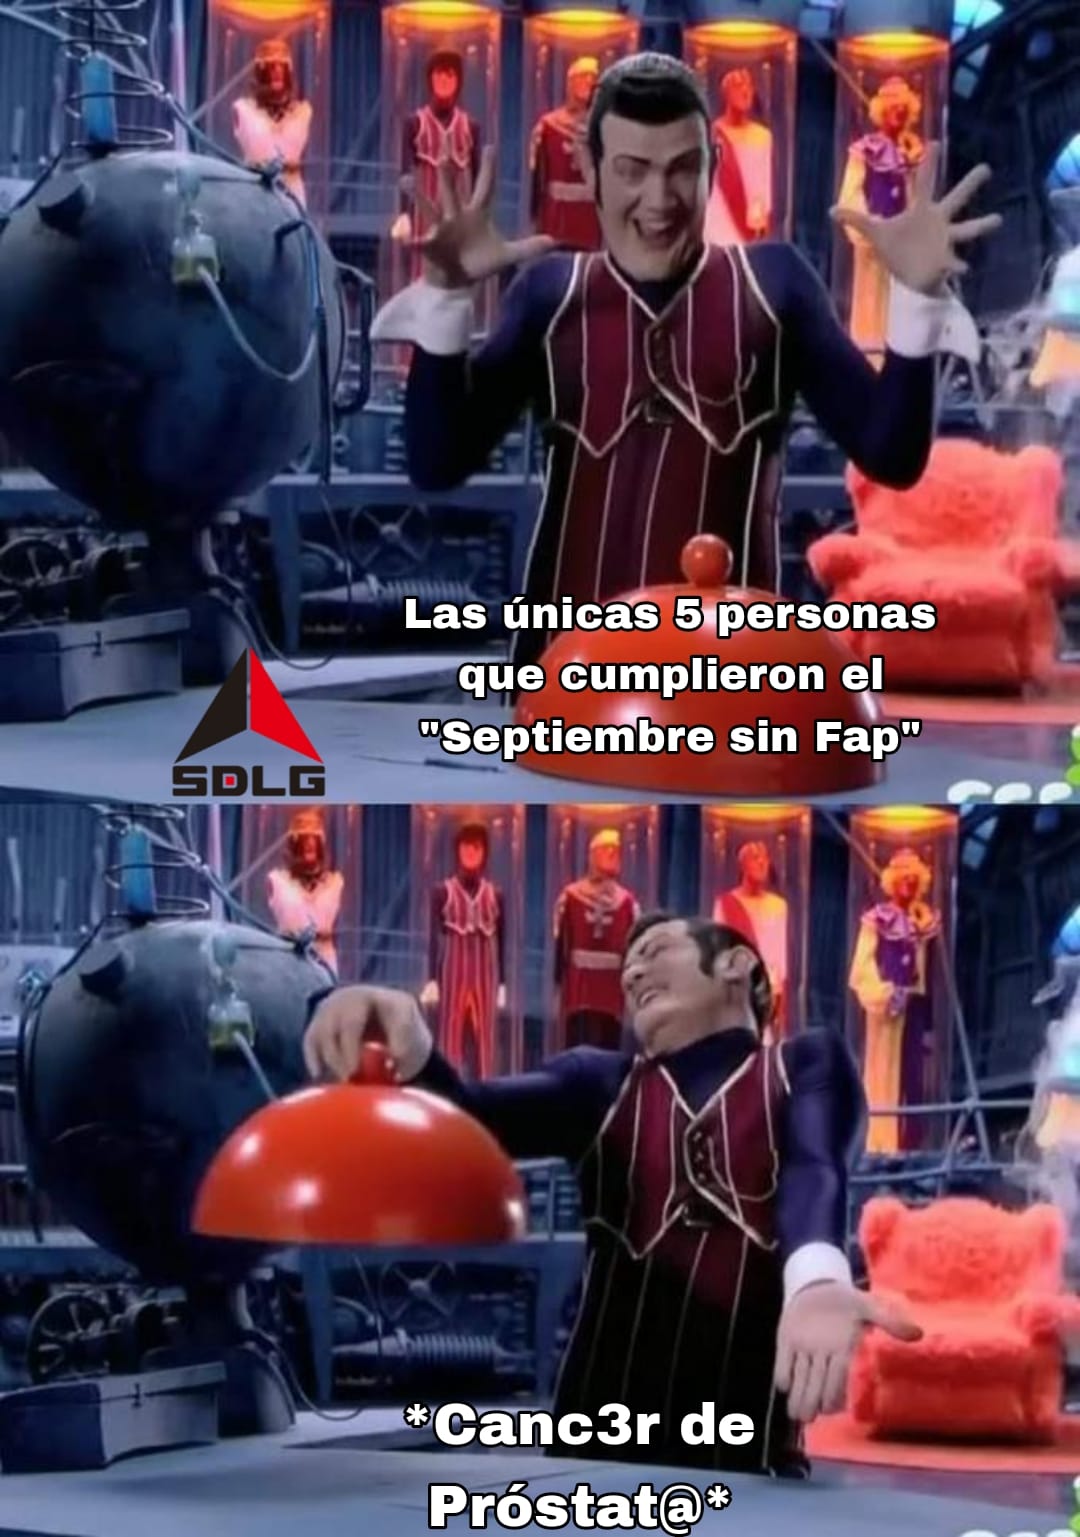 Las únicas 5 personas
que cumplieron el
"Septiembre sin Fap"
SDLG
*Canc3r de
Próstat@*